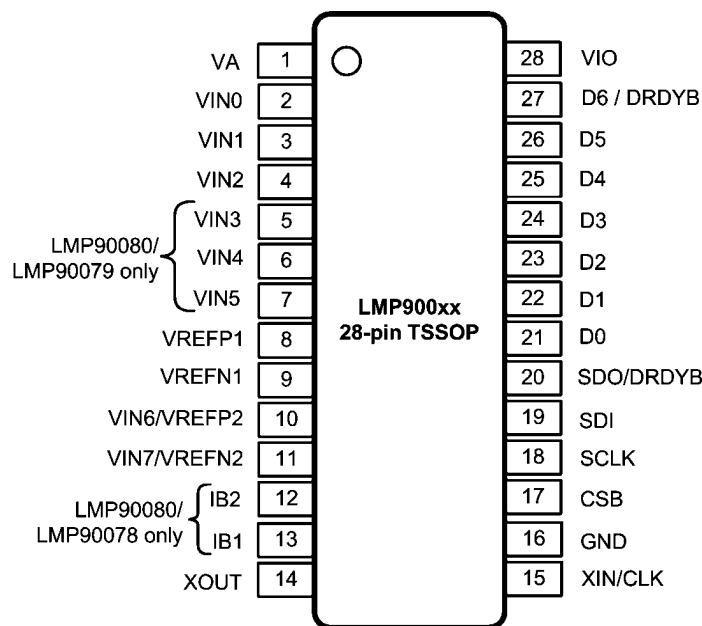 VA 1
VIN0 2
VIN1 3
VIN2 4
LMP90080/
LMP90079 only
VIN3 5
VIN4 6
VIN5 7
VREFP1 8
VREFN1 9
VIN6/VREFP2 10
VIN7/VREFN2 11
LMP90080/
LMP90078 only
IB2 12
IB1 13
XOUT 14
LMP900xx
28-pin TSSOP
28 VIO
27 D6 / DRDYB
26 D5
25 D4
24 D3
23 D2
22 D1
21 D0
20 SDO/DRDYB
19 SDI
18 SCLK
17 CSB
16 GND
15 XIN/CLK